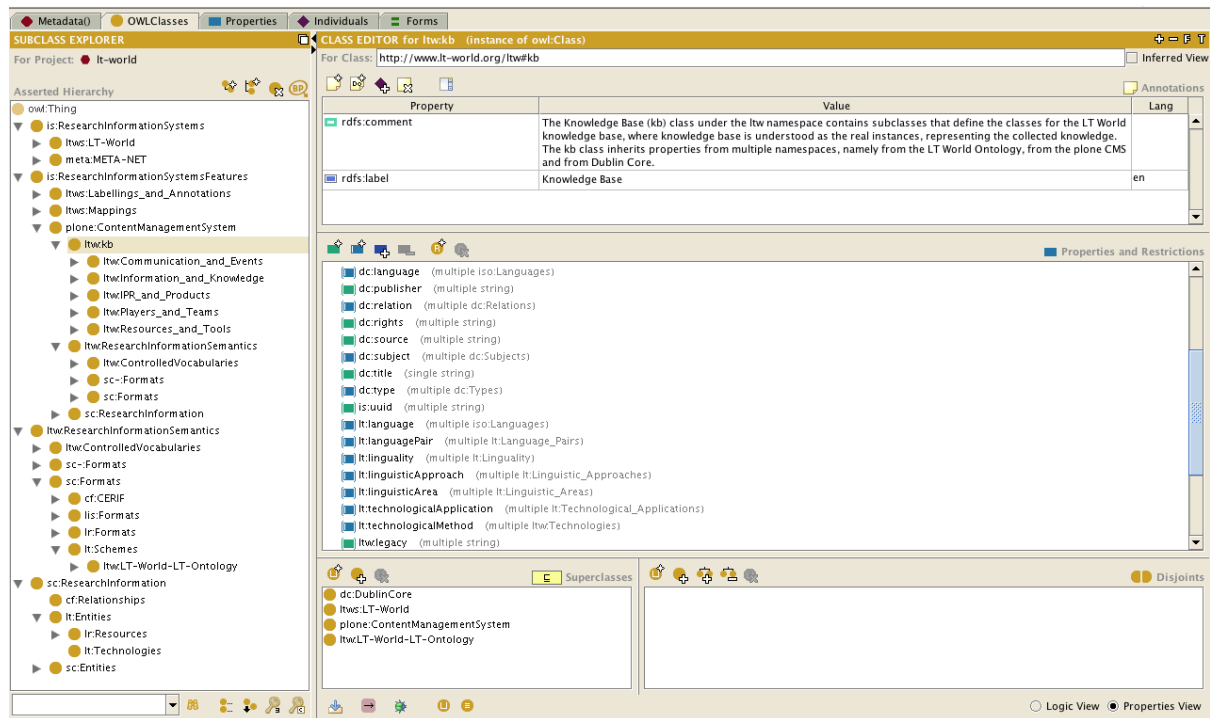 Metadata() OWLClasses Properties Individuals Forms
SUBCLASS EXPLORER
For Project: lt-world
Asserted Hierarchy
owl:Thing
is:ResearchInformationSystems
ltws:LT-World
meta:META-NET
is:ResearchInformationSystemsFeatures
ltws:Labellings_and_Annotations
ltws:Mappings
plone:ContentManagementSystem
ltw:kb
ltw:Communication_and_Events
ltw:Information_and_Knowledge
ltw:IPR_and_Products
ltw:Players_and_Teams
ltw:Resources_and_Tools
ltw:ResearchInformationSemantics
ltw:ControlledVocabularies
sc-:Formats
sc:Formats
sc:ResearchInformation
ltw:ResearchInformationSemantics
ltw:ControlledVocabularies
sc-:Formats
sc:Formats
cf:CERIF
lis:Formats
lr:Formats
lt:Schemes
ltw:LT-World-LT-Ontology
sc:ResearchInformation
cf:Relationships
lt:Entities
lr:Resources
lt:Technologies
sc:Entities
CLASS EDITOR for ltw:kb (instance of owl:Class)
F T
For Class: http://www.lt-world.org/ltw#kb Inferred View
Annotations
Property Value Lang
rdfs:comment
The Knowledge Base (kb) class under the ltw namespace contains subclasses that define the classes for the LT World
knowledge base, where knowledge base is understood as the real instances, representing the collected knowledge.
The kb class inherits properties from multiple namespaces, namely from the LT World Ontology, from the plone CMS
and from Dublin Core.
rdfs:label Knowledge Base en
Properties and Restrictions
dc:language (multiple iso:Languages)
dc:publisher (multiple string)
dc:relation (multiple dc:Relations)
dc:rights (multiple string)
dc:source (multiple string)
dc:subject (multiple dc:Subjects)
dc:title (single string)
dc:type (multiple dc:Types)
is:uuid (multiple string)
lt:language (multiple iso:Languages)
lt:languagePair (multiple lt:Language_Pairs)
lt:linguality (multiple lt:Linguality)
lt:linguisticApproach (multiple lt:Linguistic_Approaches)
lt:linguisticArea (multiple lt:Linguistic_Areas)
lt:technologicalApplication (multiple lt:Technological_Applications)
lt:technologicalMethod (multiple ltw:Technologies)
ltw:legacy (multiple string)
Superclasses
dc:DublinCore
ltws:LT-World
plone:ContentManagementSystem
ltw:LT-World-LT-Ontology
Disjoints
Logic View Properties View